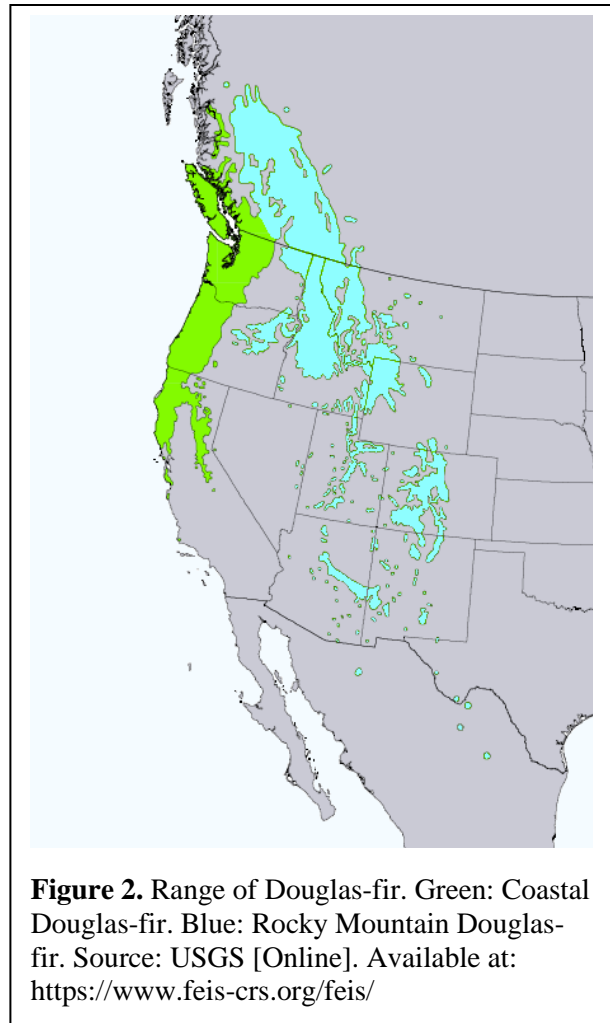 Figure 2. Range of Douglas-fir. Green: Coastal
Douglas-fir. Blue: Rocky Mountain Douglas-
fir. Source: USGS [Online]. Available at:
https://www.feis-crs.org/feis/